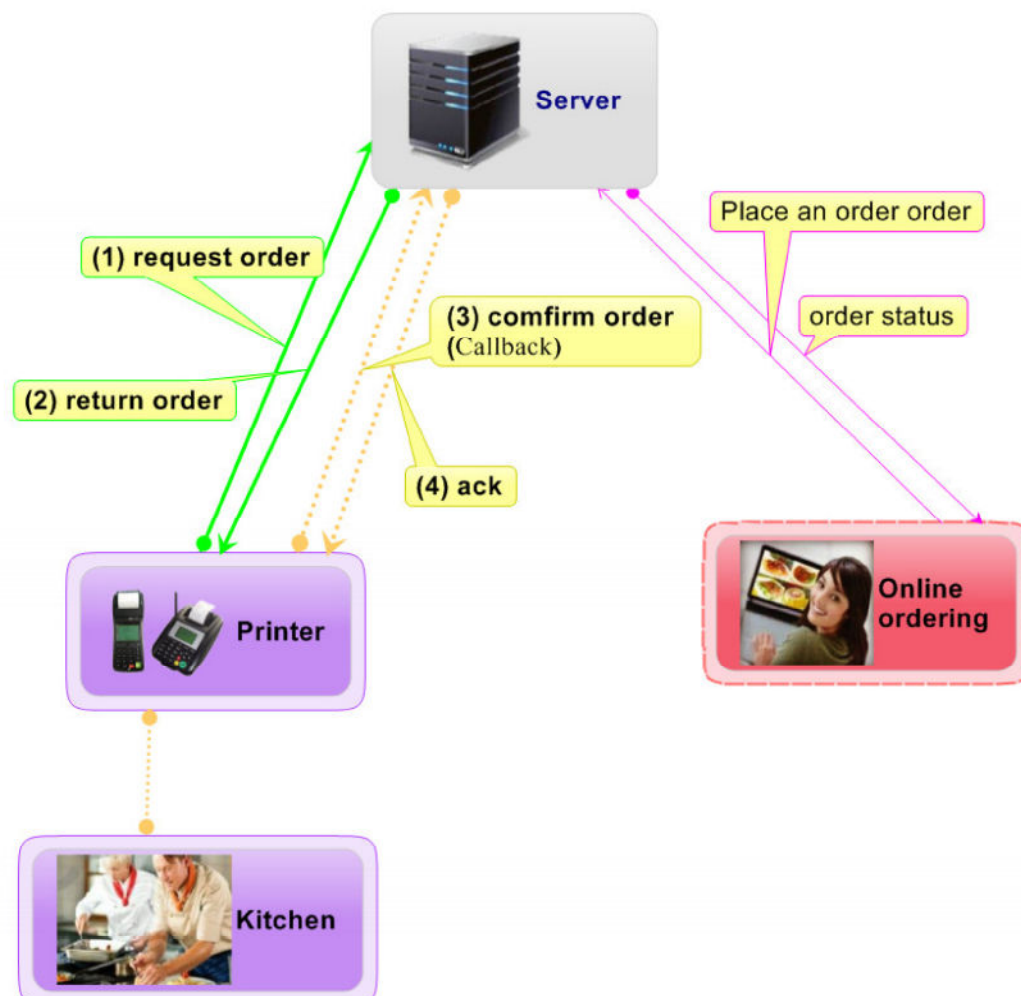 Server
Place an order order
(1) request order
order status
(3) comfirm order
(Callback)
(2) return order
(4) ack
Printer
Online
ordering
Kitchen